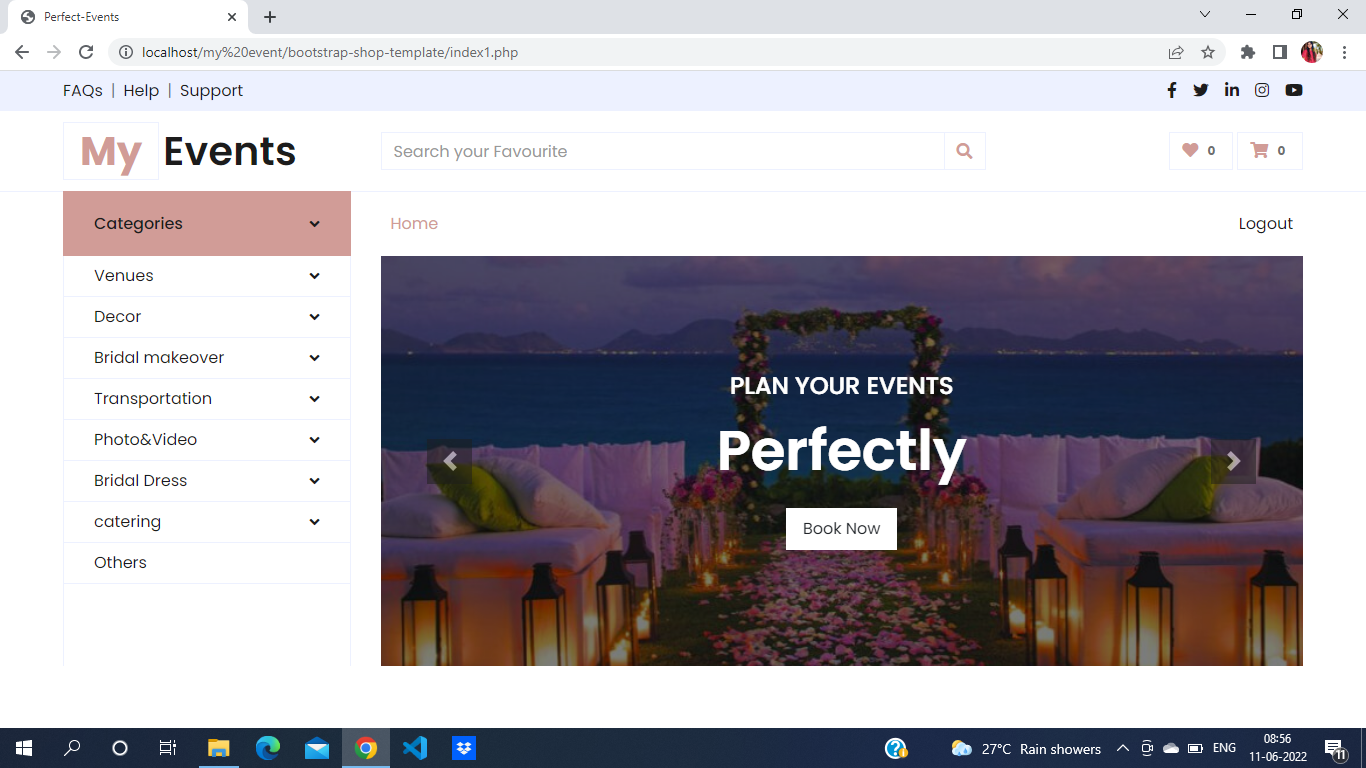 Perfect-Events
localhost/my%20event/bootstrap-shop-template/index1.php
FAQs | Help | Support
My Events
Search your Favourite
0
0
Categories
Home
Logout
Venues
Decor
Bridal makeover
Transportation
Photo&Video
Bridal Dress
catering
Others
PLAN YOUR EVENTS
Perfectly
Book Now
27°C Rain showers
ENG
08:56
11-06-2022
11